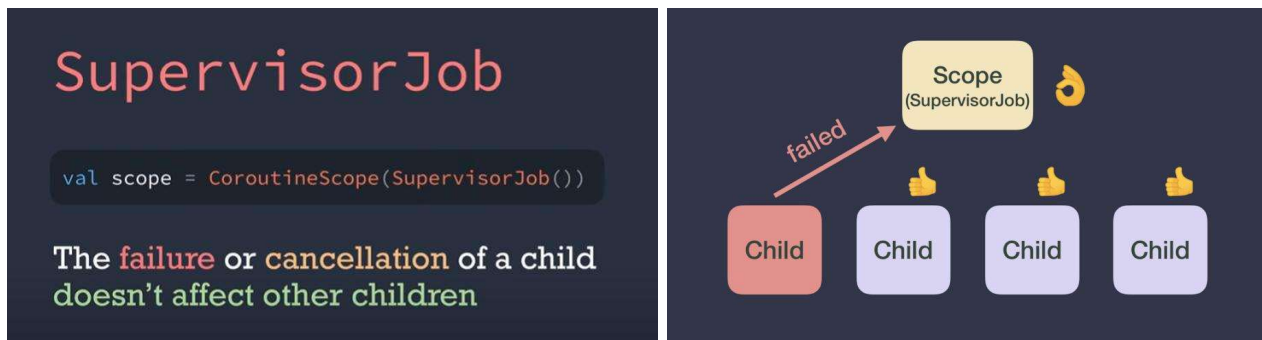 SupervisorJob
val scope = CoroutineScope(SupervisorJob())
The failure or cancellation of a child
doesn't affect other children
Scope
(SupervisorJob)
failed
Child
Child
Child
Child